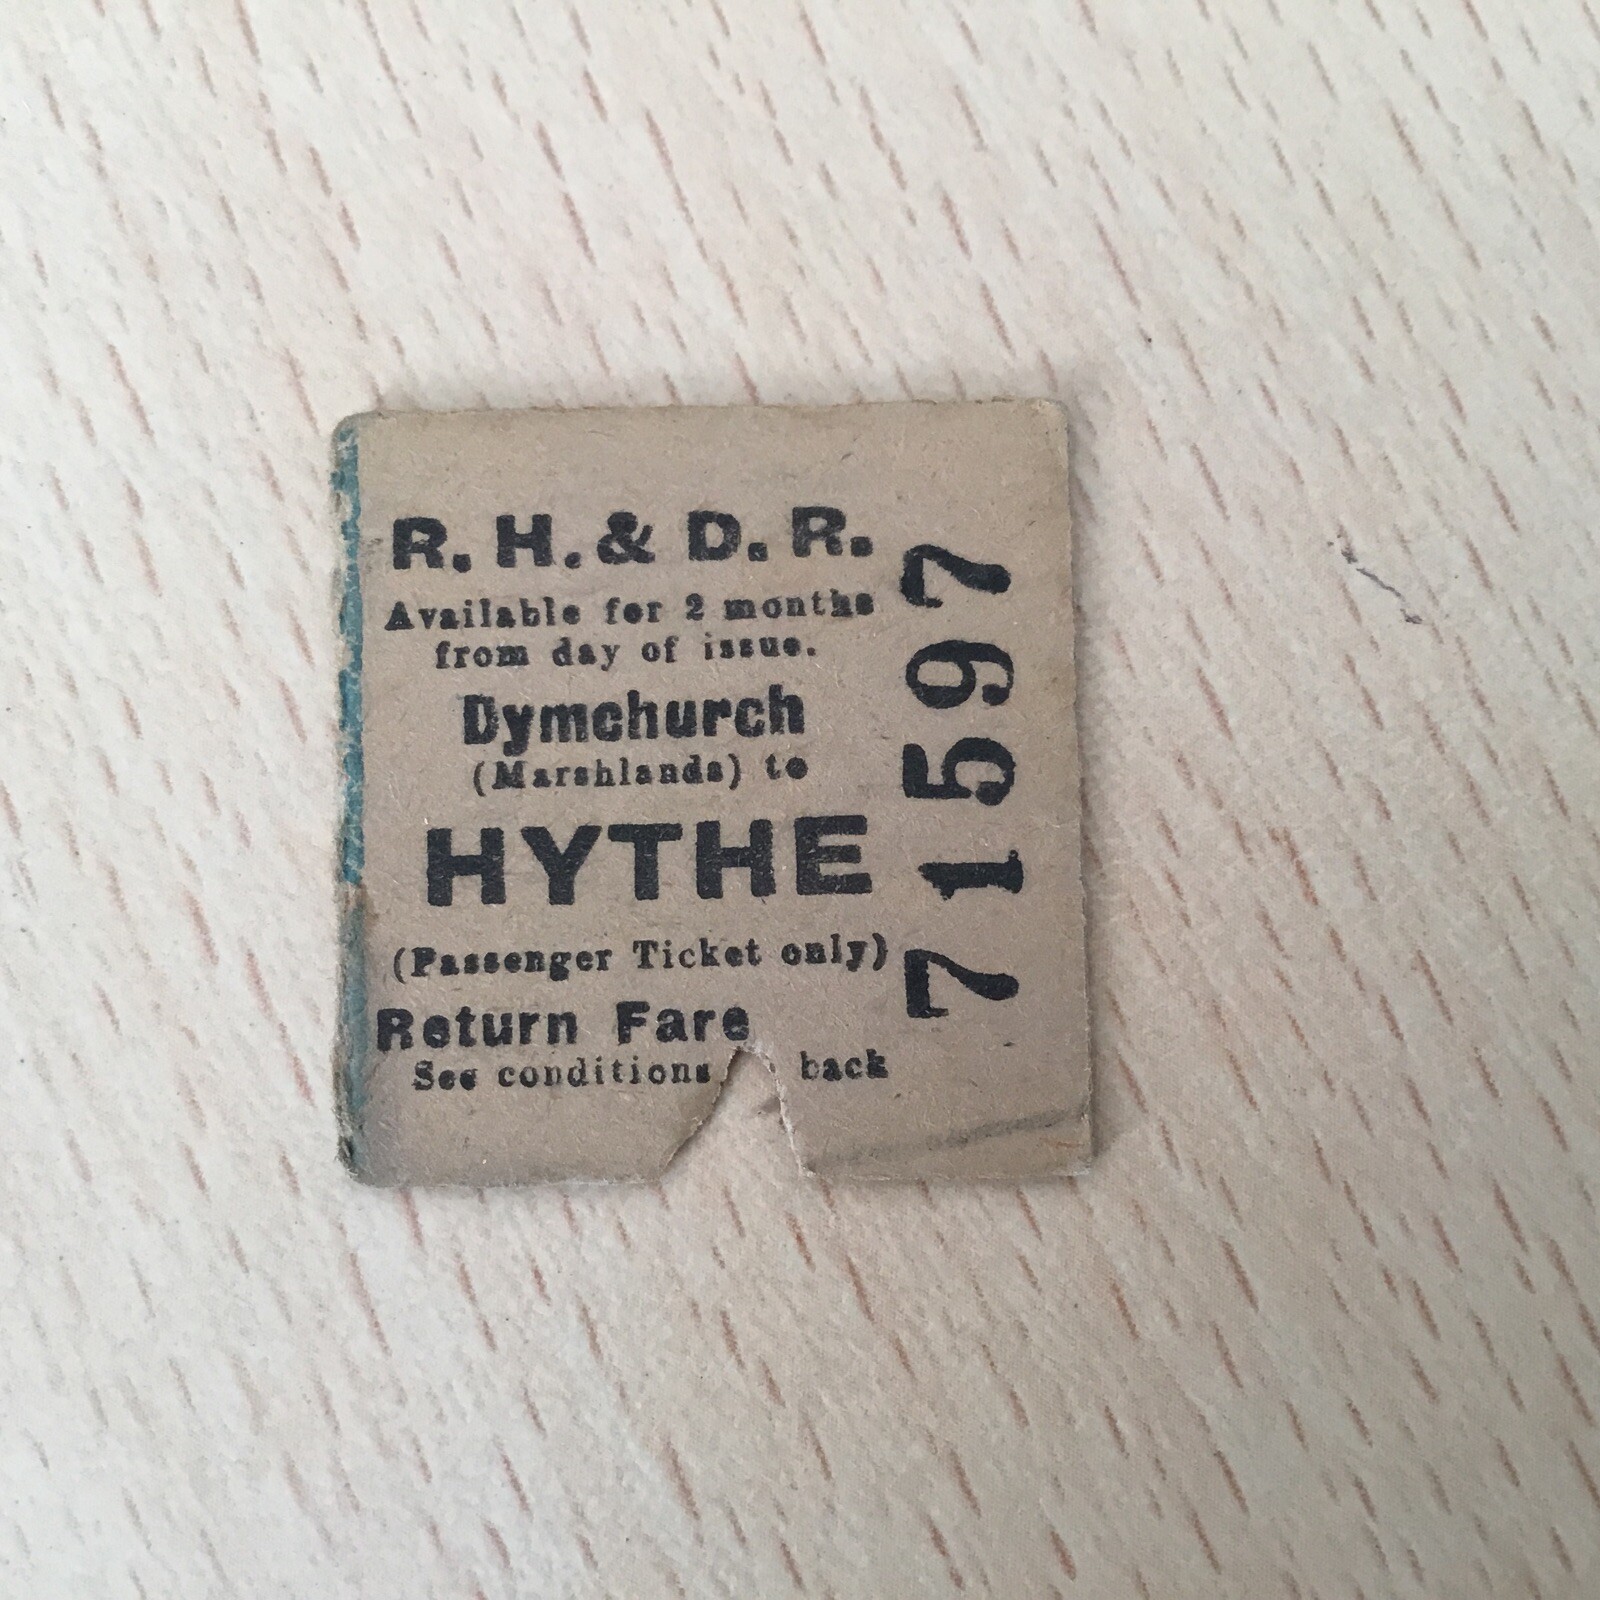 R. H. & D. R.
Available for 2 months
from day of issue.
Dymchurch
(Marshlands) to
HYTHE
(Passenger Ticket only)
Return Fare
See conditions back
71597